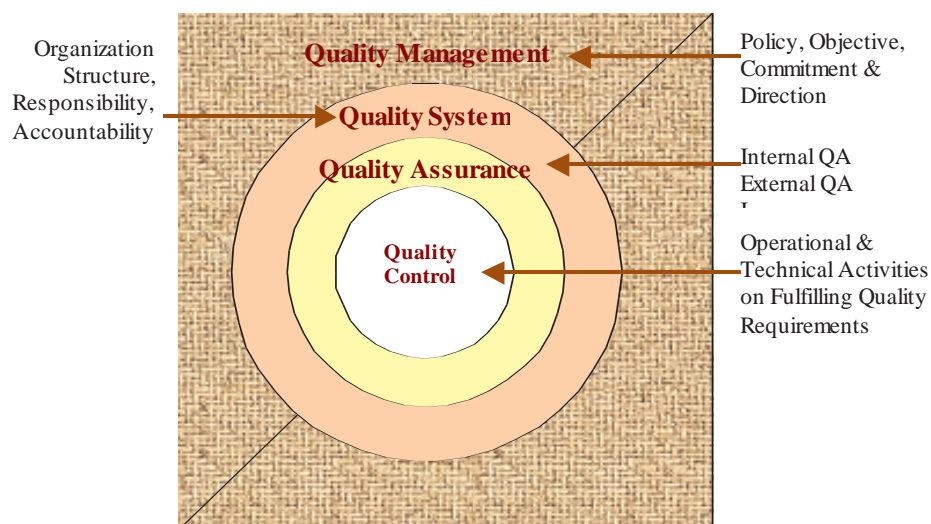 Organization
Structure,
Responsibility,
Accountability
Quality Management
Policy, Objective,
Commitment &
Direction
Quality System
Quality Assurance
Internal QA
External QA
Quality
Control
Operational &
Technical Activities
on Fulfilling Quality
Requirements